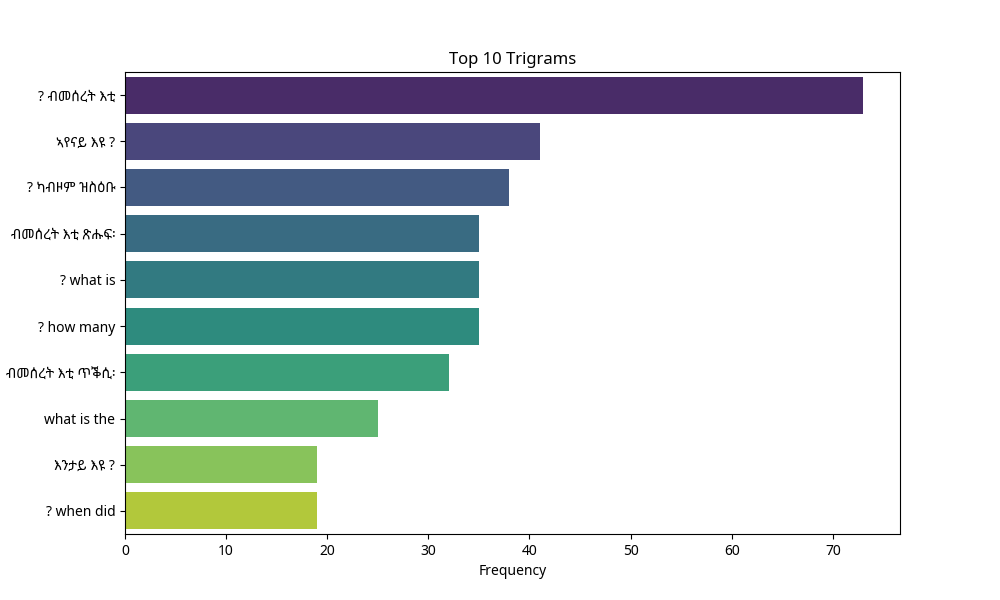 Top 10 Trigrams
? ብመሰረት እቲ
ኣየናይ እዩ ?
? ካብዞም ዝስዕቡ
ብመሰረት እቲ ጽሑፍ፡
? what is
? how many
ብመሰረት እቲ ጥቕሲ፡
what is the
እንታይ እዩ ?
? when did
0 10 20 30 40 50 60 70
Frequency